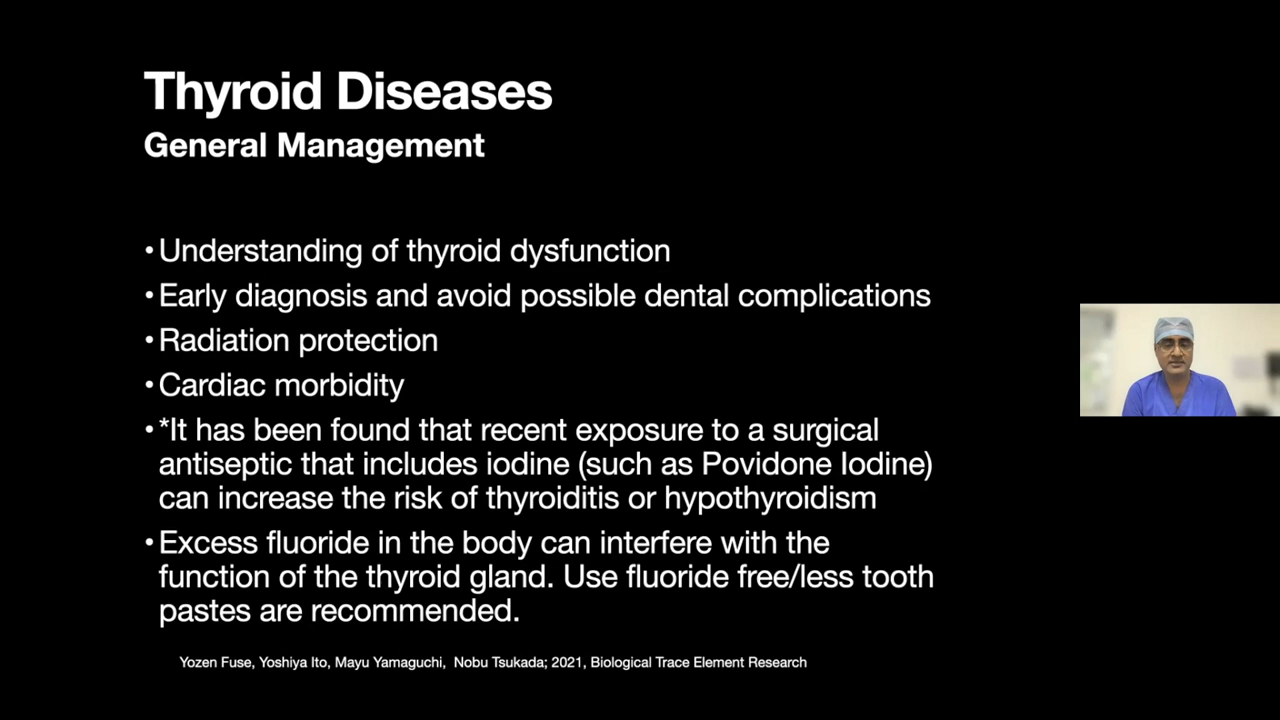 Thyroid Diseases
General Management
• Understanding of thyroid dysfunction
• Early diagnosis and avoid possible dental complications
• Radiation protection
• Cardiac morbidity
• *It has been found that recent exposure to a surgical
antiseptic that includes iodine (such as Povidone Iodine)
can increase the risk of thyroiditis or hypothyroidism
• Excess fluoride in the body can interfere with the
function of the thyroid gland. Use fluoride free/less tooth
pastes are recommended.
Yozen Fuse, Yoshiya Ito, Mayu Yamaguchi, Nobu Tsukada; 2021, Biological Trace Element Research